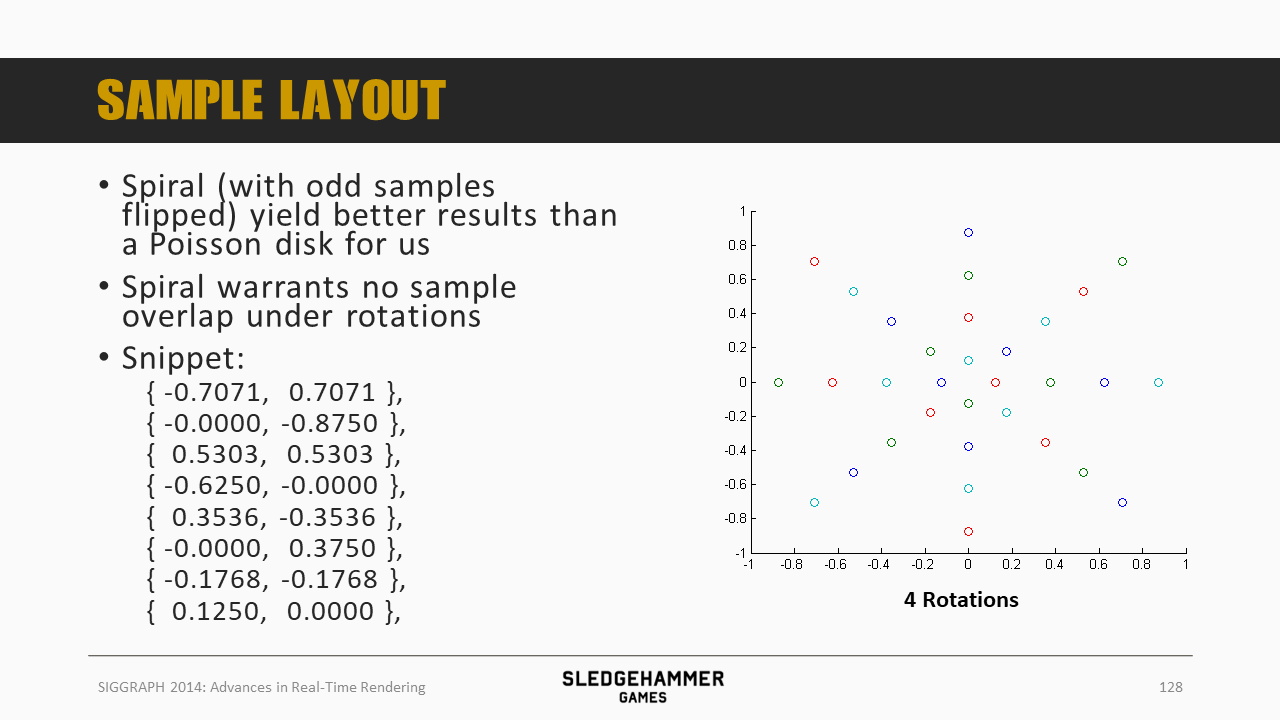 SAMPLE LAYOUT
• Spiral (with odd samples
flipped) yield better results than
a Poisson disk for us
• Spiral warrants no sample
overlap under rotations
• Snippet:
{ -0.7071, 0.7071 },
{ -0.0000, -0.8750 },
{ 0.5303, 0.5303 },
{ -0.6250, -0.0000 },
{ 0.3536, -0.3536 },
{ -0.0000, 0.3750 },
{ -0.1768, -0.1768 },
{ 0.1250, 0.0000 },
1
0.8
0.6
0.4
0.2
0
-0.2
-0.4
-0.6
-0.8
-1
-1 -0.8 -0.6 -0.4 -0.2 0 0.2 0.4 0.6 0.8 1
4 Rotations
SIGGRAPH 2014: Advances in Real-Time Rendering
SLEDGEHAMMER
GAMES
128